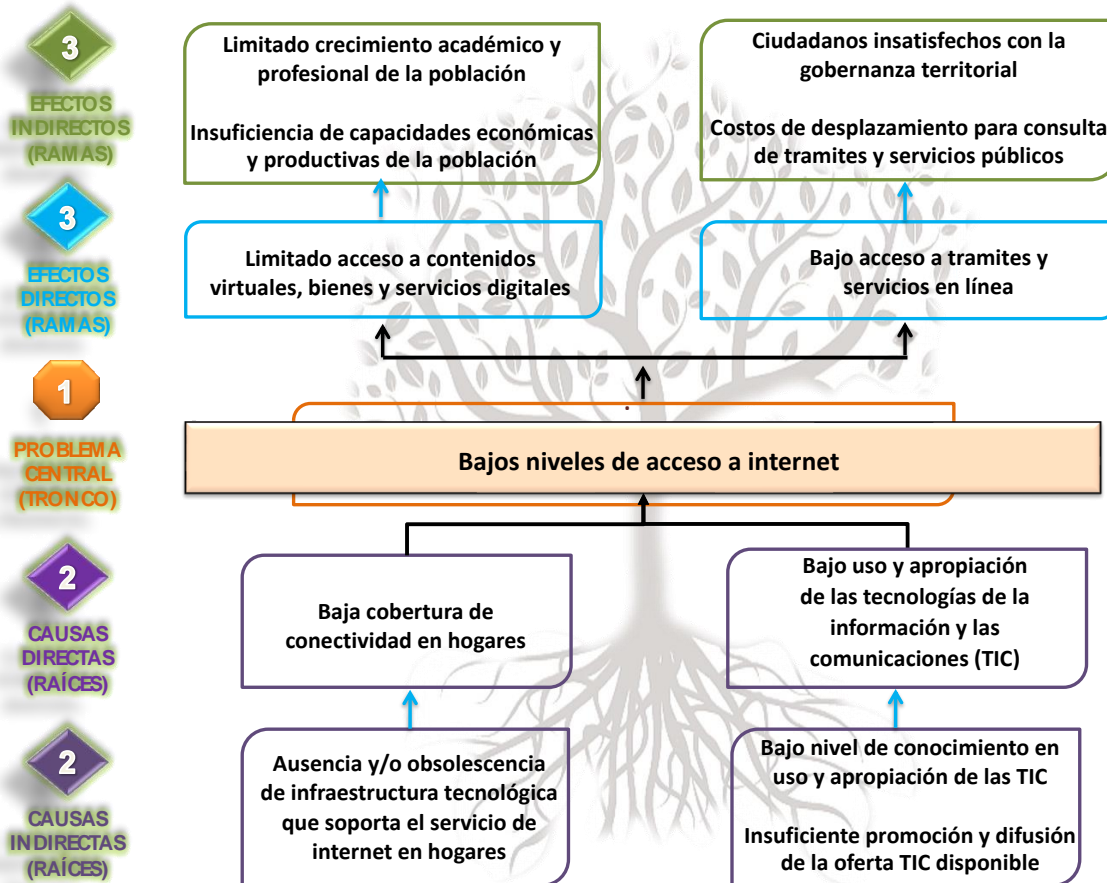 3
EFECTOS
INDIRECTOS
(RAMAS)
Limitado crecimiento académico y
profesional de la población
Insuficiencia de capacidades económicas
y productivas de la población
Ciudadanos insatisfechos con la
gobernanza territorial
Costos de desplazamiento para consulta
de tramites y servicios públicos
3
EFECTOS
DIRECTOS
(RAMAS)
Limitado acceso a contenidos
virtuales, bienes y servicios digitales
Bajo acceso a tramites y
servicios en línea
1
PROBLEMA
CENTRAL
(TRONCO)
.
Bajos niveles de acceso a internet
2
CAUSAS
DIRECTAS
(RAÍCES)
Baja cobertura de
conectividad en hogares
Bajo uso y apropiación
de las tecnologías de la
información y las
comunicaciones (TIC)
2
CAUSAS
INDIRECTAS
(RAÍCES)
Ausencia y/o obsolescencia
de infraestructura tecnológica
que soporta el servicio de
internet en hogares
Bajo nivel de conocimiento en
uso y apropiación de las TIC
Insuficiente promoción y difusión
de la oferta TIC disponible